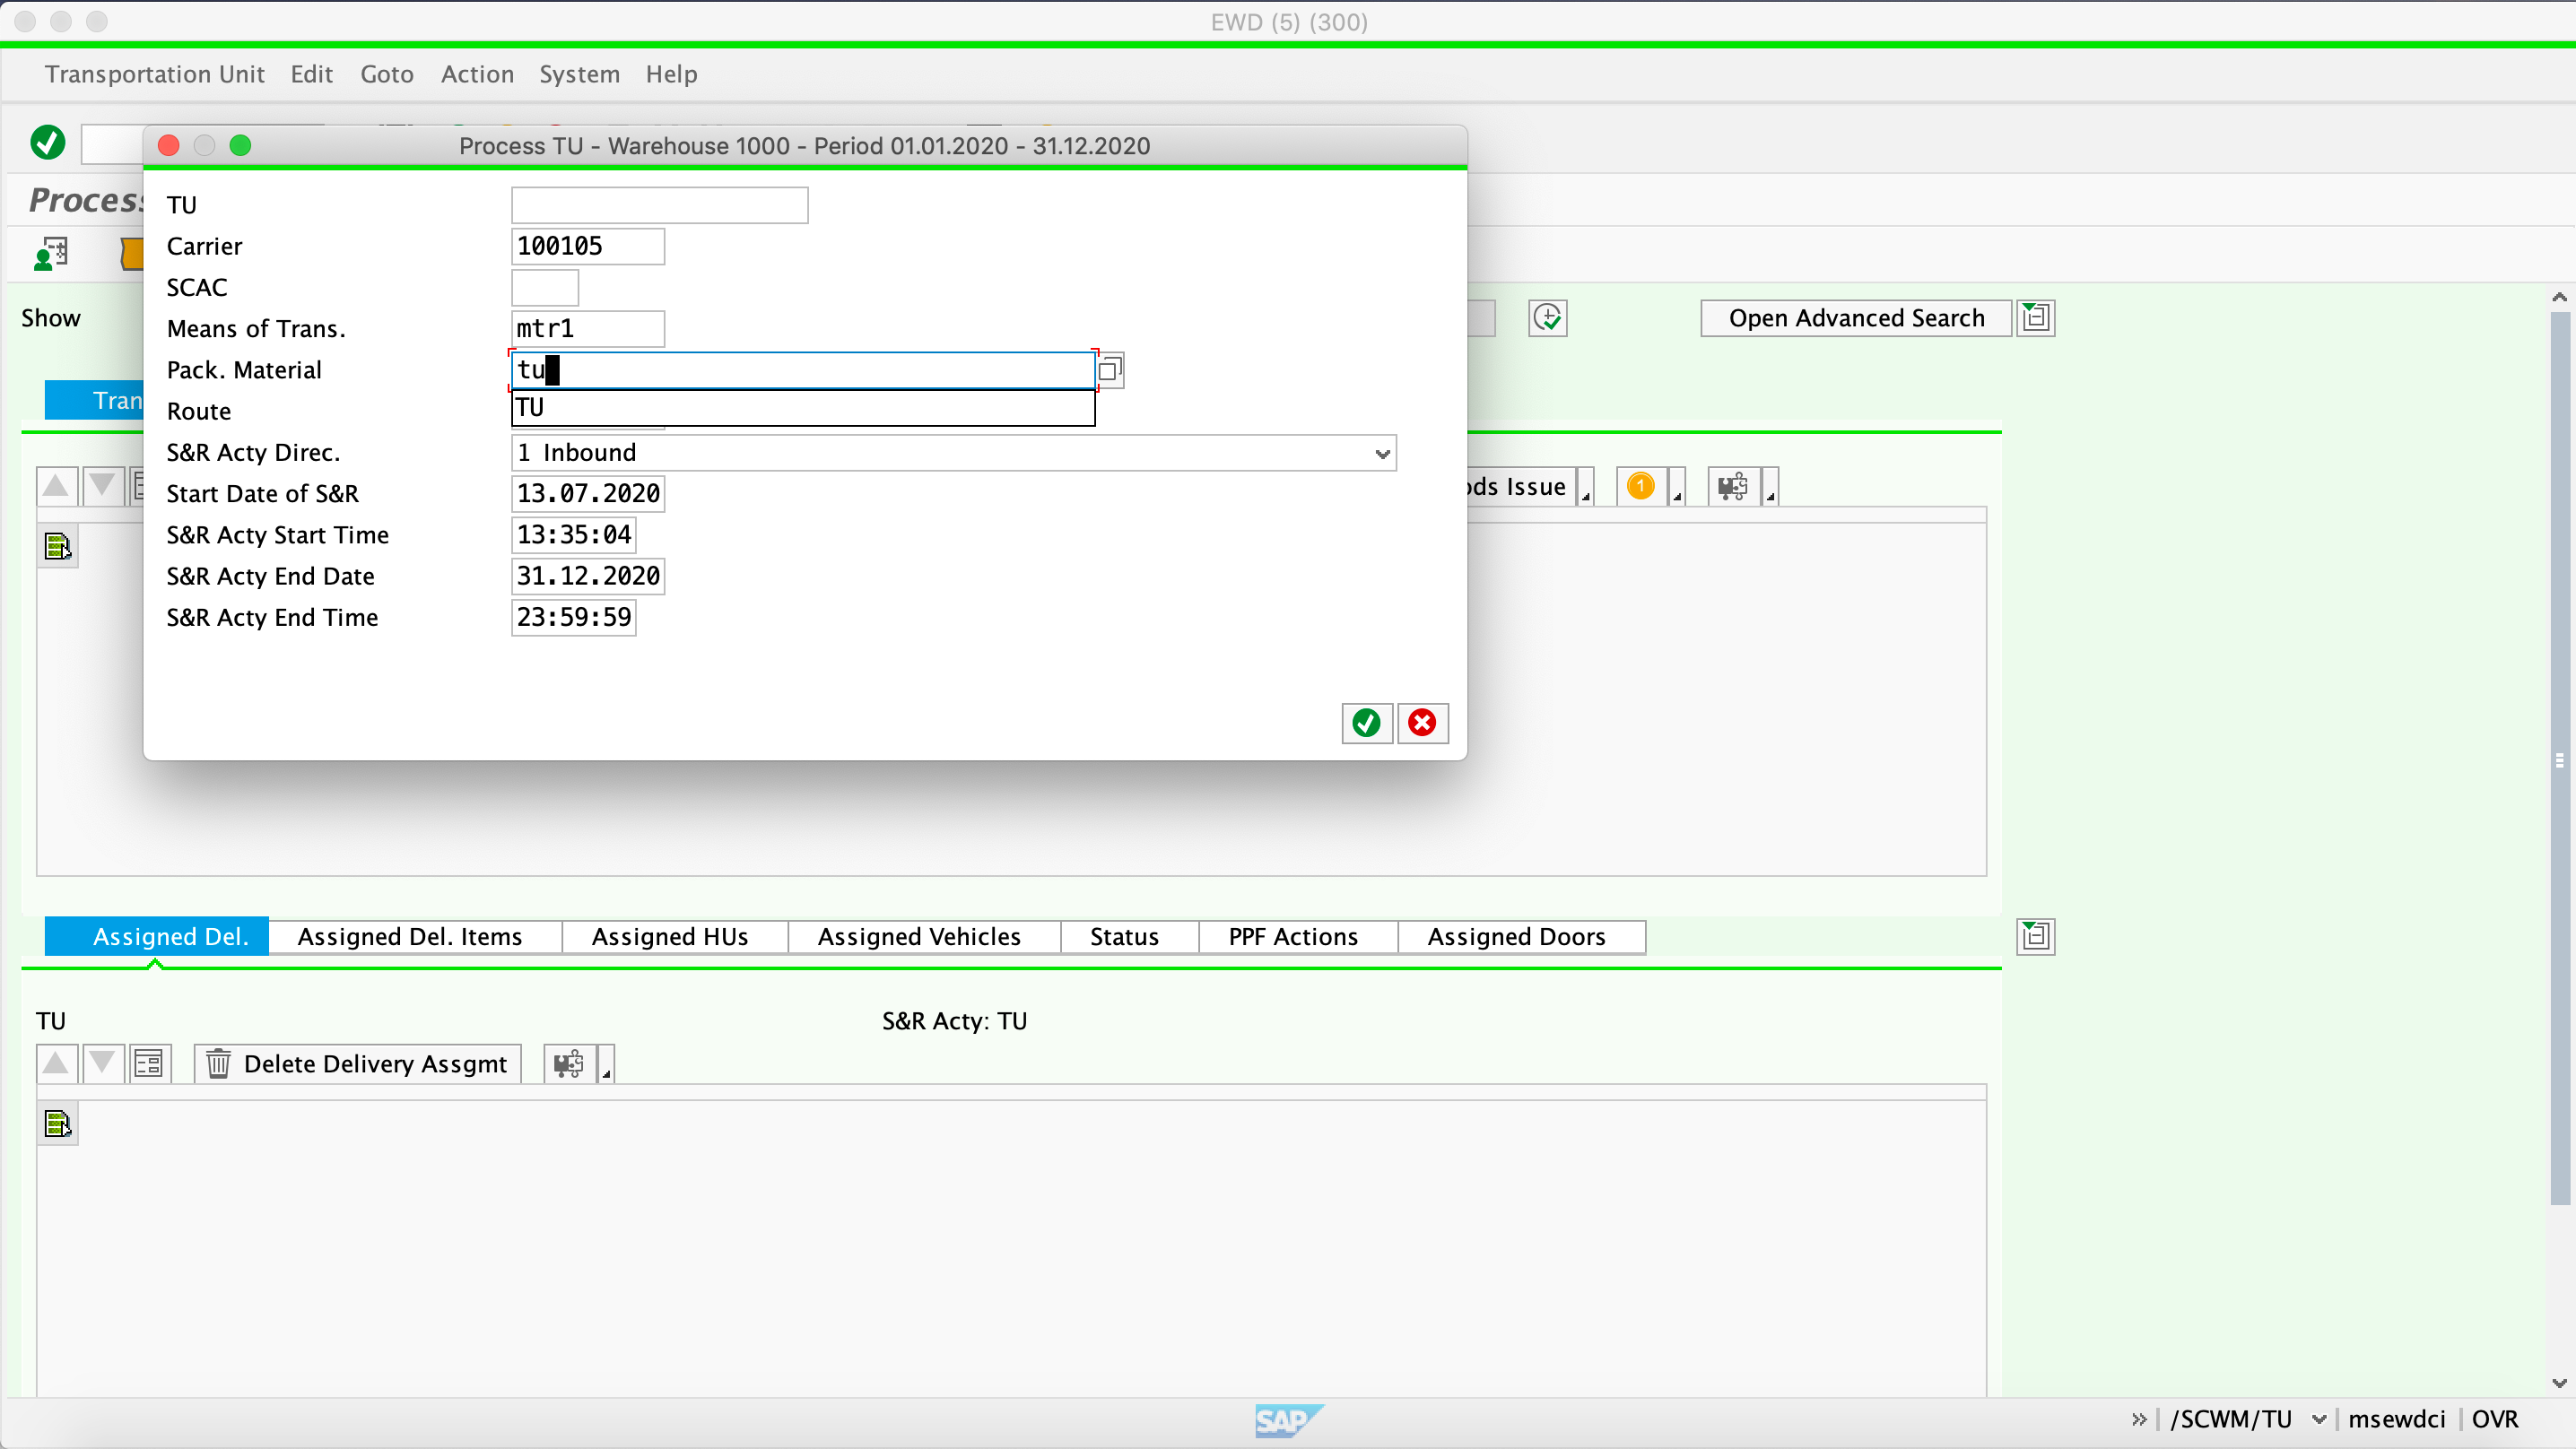 EWD (5) (300)
Transportation Unit Edit Goto Action System Help
Process TU - Warehouse 1000 - Period 01.01.2020 - 31.12.2020
TU
Carrier 100105
SCAC
Means of Trans. mtr1
Pack. Material tu
TU
Route
S&R Acty Direc. 1 Inbound
Start Date of S&R 13.07.2020
S&R Acty Start Time 13:35:04
S&R Acty End Date 31.12.2020
S&R Acty End Time 23:59:59
Process
Show
Open Advanced Search
Tran
ods Issue 1
Assigned Del. Assigned Del. Items Assigned HUs Assigned Vehicles Status PPF Actions Assigned Doors
TU S&R Acty: TU
Delete Delivery Assgmt
SAP
/SCWM/TU msewdci OVR